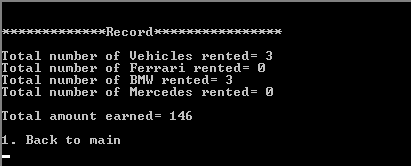 *************Record****************
Total number of Vehicles rented= 3
Total number of Ferrari rented= 0
Total number of BMW rented= 3
Total number of Mercedes rented= 0
Total amount earned= 146
1. Back to main